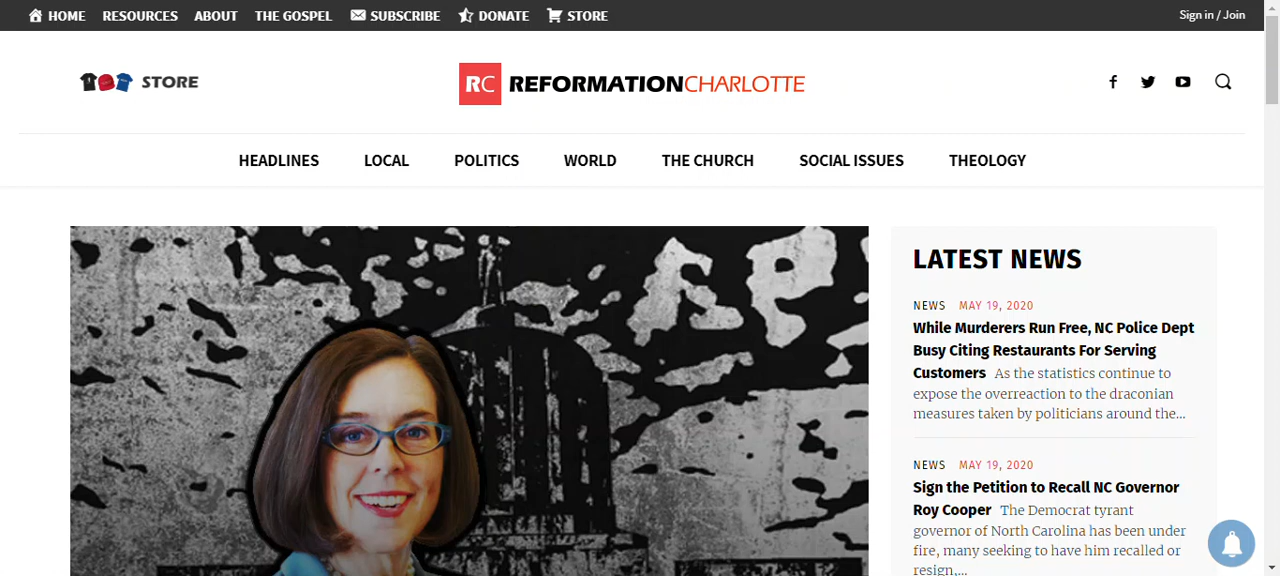 HOME RESOURCES ABOUT THE GOSPEL SUBSCRIBE DONATE STORE Sign in / Join
STORE
RC REFORMATIONCHARLOTTE
HEADLINES LOCAL POLITICS WORLD THE CHURCH SOCIAL ISSUES THEOLOGY
LATEST NEWS
NEWS MAY 19, 2020
While Murderers Run Free, NC Police Dept
Busy Citing Restaurants For Serving
Customers As the statistics continue to
expose the overreaction to the draconian
measures taken by politicians around the...
NEWS MAY 19, 2020
Sign the Petition to Recall NC Governor
Roy Cooper The Democrat tyrant
governor of North Carolina has been under
fire, many seeking to have him recalled or
resign,...